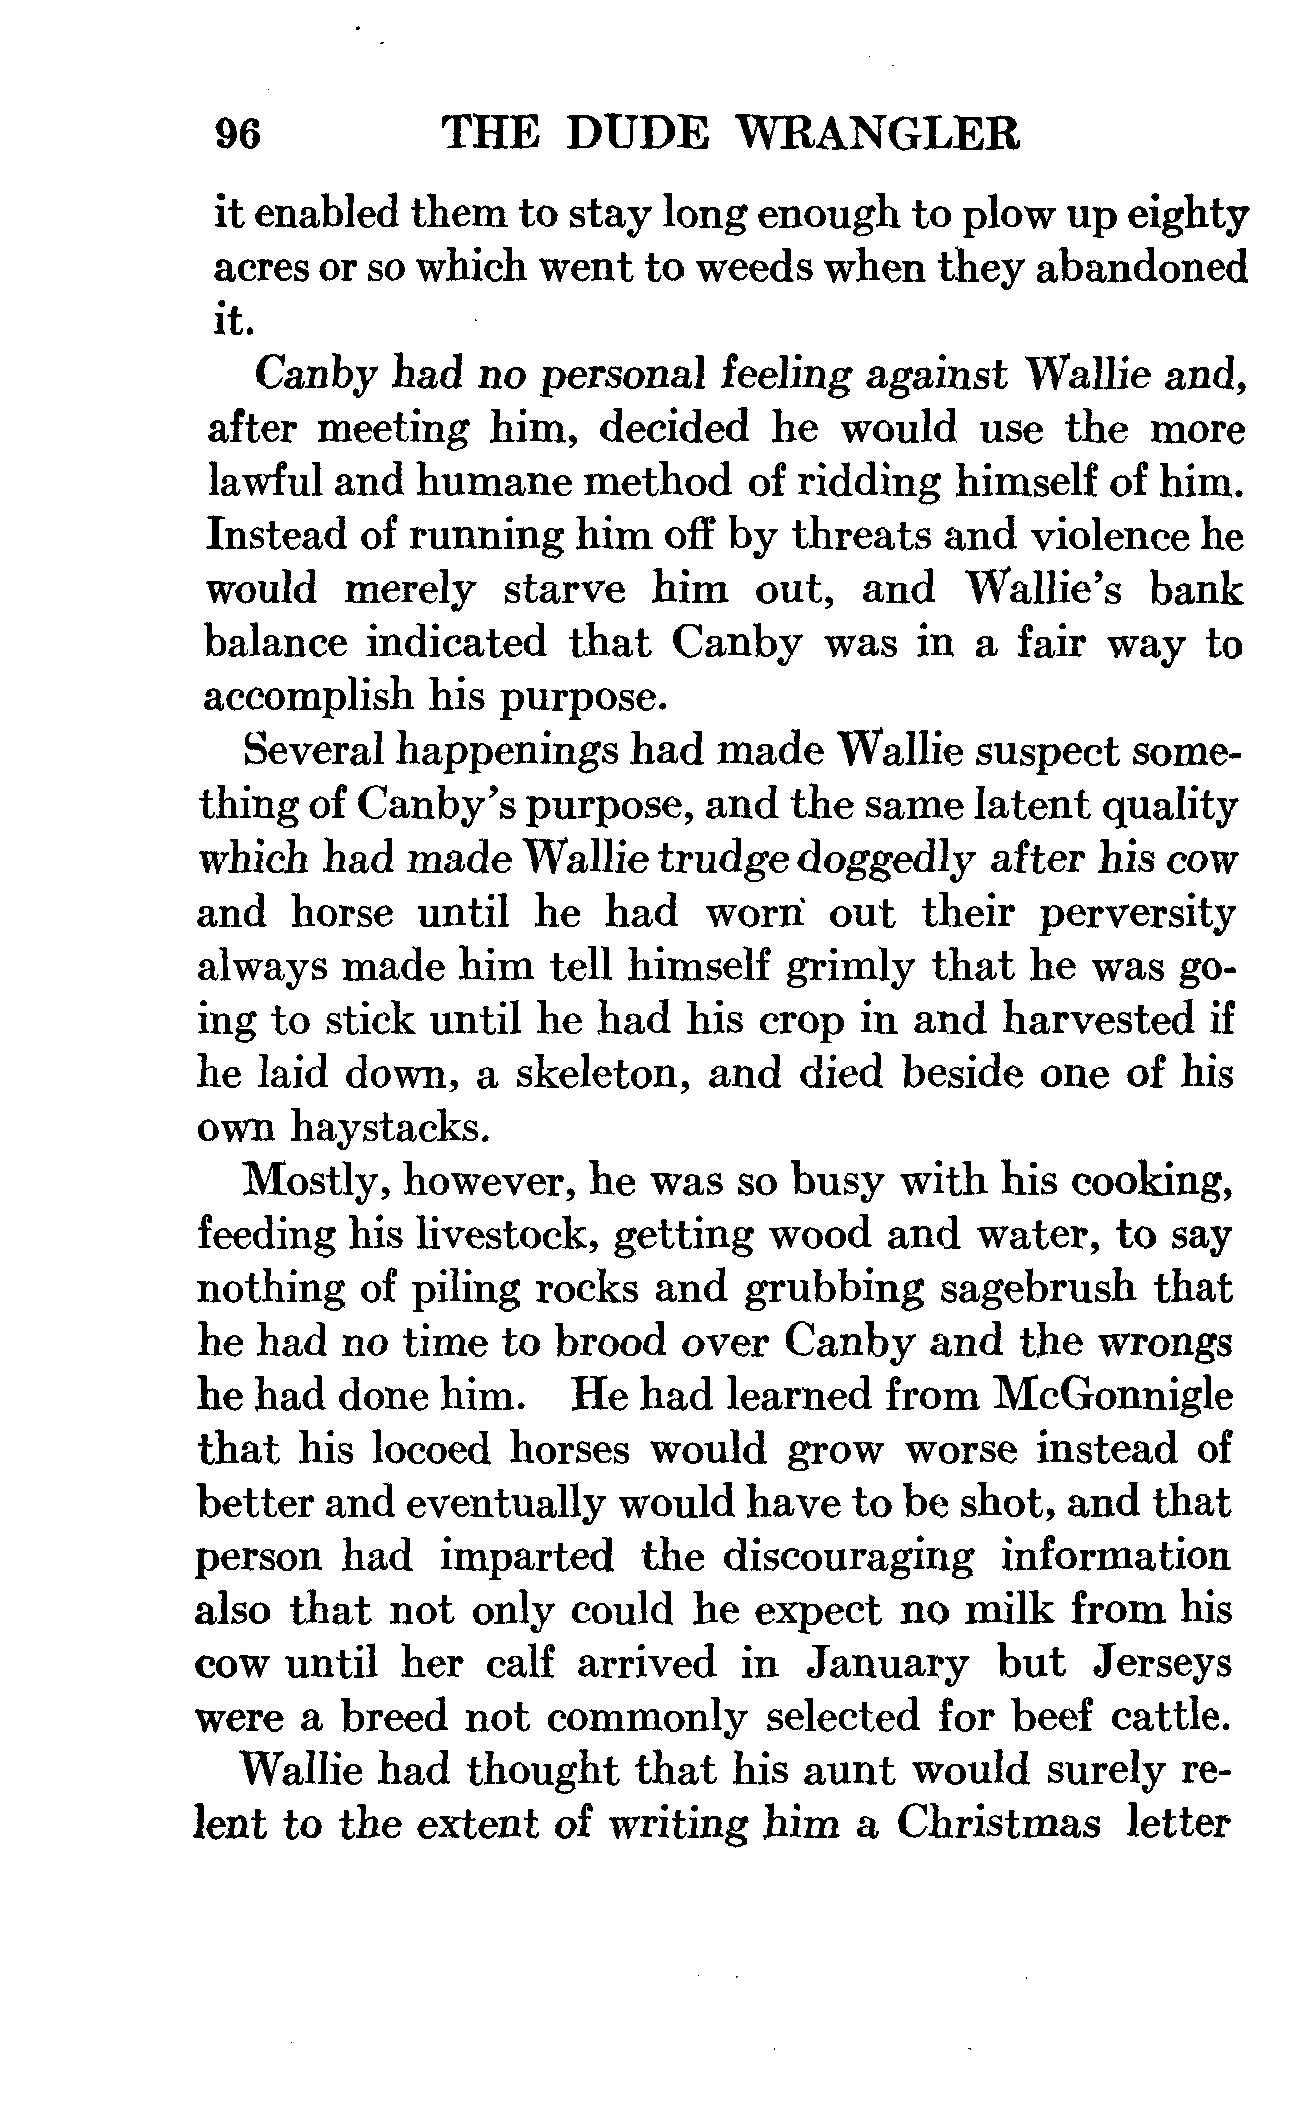 96 THE DUDE WRANGLER
it enabled them to stay long enough to plow up eighty
acres or so which went to weeds when they abandoned
it.
Canby had no personal feeling against Wallie and,
after meeting him, decided he would use the more
lawful and humane method of ridding himself of him.
Instead of running him off by threats and violence he
would merely starve him out, and Wallie's bank
balance indicated that Canby was in a fair way to
accomplish his purpose.
Several happenings had made Wallie suspect some-
thing of Canby's purpose, and the same latent quality
which had made Wallie trudge doggedly after his cow
and horse until he had worn out their perversity
always made him tell himself grimly that he was go-
ing to stick until he had his crop in and harvested if
he laid down, a skeleton, and died beside one of his
own haystacks.
Mostly, however, he was so busy with his cooking,
feeding his livestock, getting wood and water, to say
nothing of piling rocks and grubbing sagebrush that
he had no time to brood over Canby and the wrongs
he had done him. He had learned from McGonnigle
that his locoed horses would grow worse instead of
better and eventually would have to be shot, and that
person had imparted the discouraging information
also that not only could he expect no milk from his
cow until her calf arrived in January but Jerseys
were a breed not commonly selected for beef cattle.
Wallie had thought that his aunt would surely re-
lent to the extent of writing him a Christmas letter